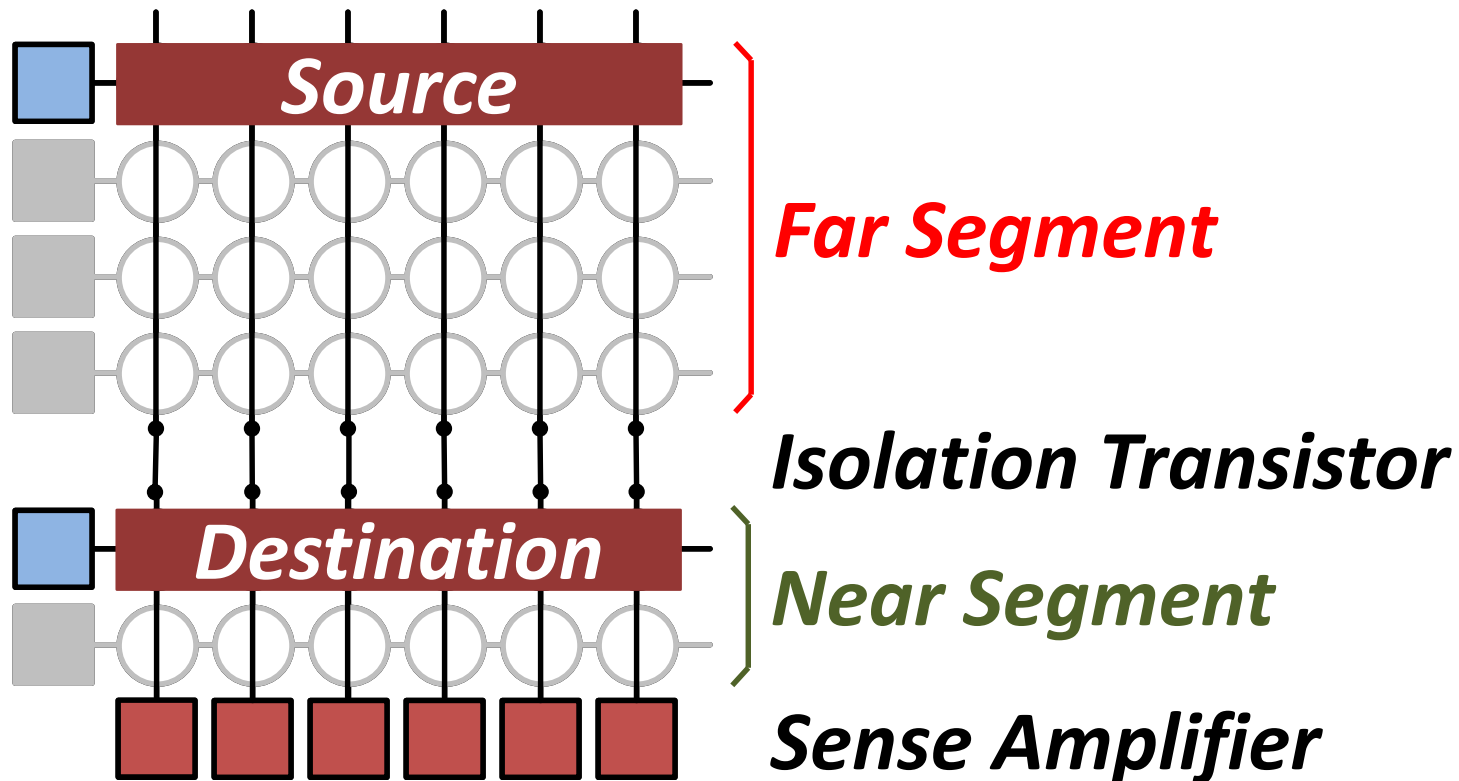 Source
Far Segment
Isolation Transistor
Destination
Near Segment
Sense Amplifier